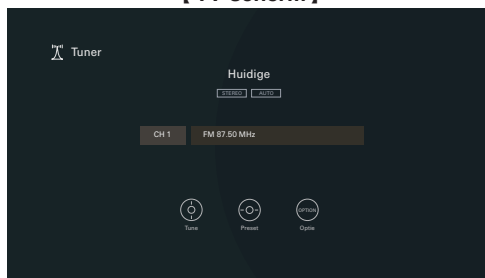 Tuner
Huidige
STEREO AUTO
CH 1 FM 87.50 MHz
OPTION
Tune Preset Optie